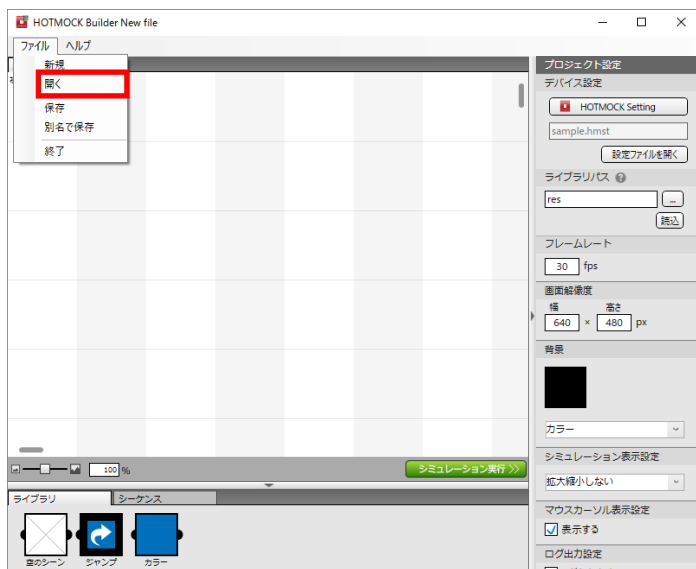 HOTMOCK Builder New file
ファイル ヘルプ
新規
開く
保存
別名で保存
終了
100 %
シミュレーション実行
ライブラリ シーケンス
空のシーン ジャンプ カラー
プロジェクト設定
デバイス設定
HOTMOCK Setting
sample.hmst
設定ファイルを開く
ライブラリパス ?
res ...
読込
フレームレート
30 fps
画面解像度
幅 高さ
640 × 480 px
背景
カラー
シミュレーション表示設定
拡大縮小しない
マウスカーソル表示設定
表示する
ログ出力設定